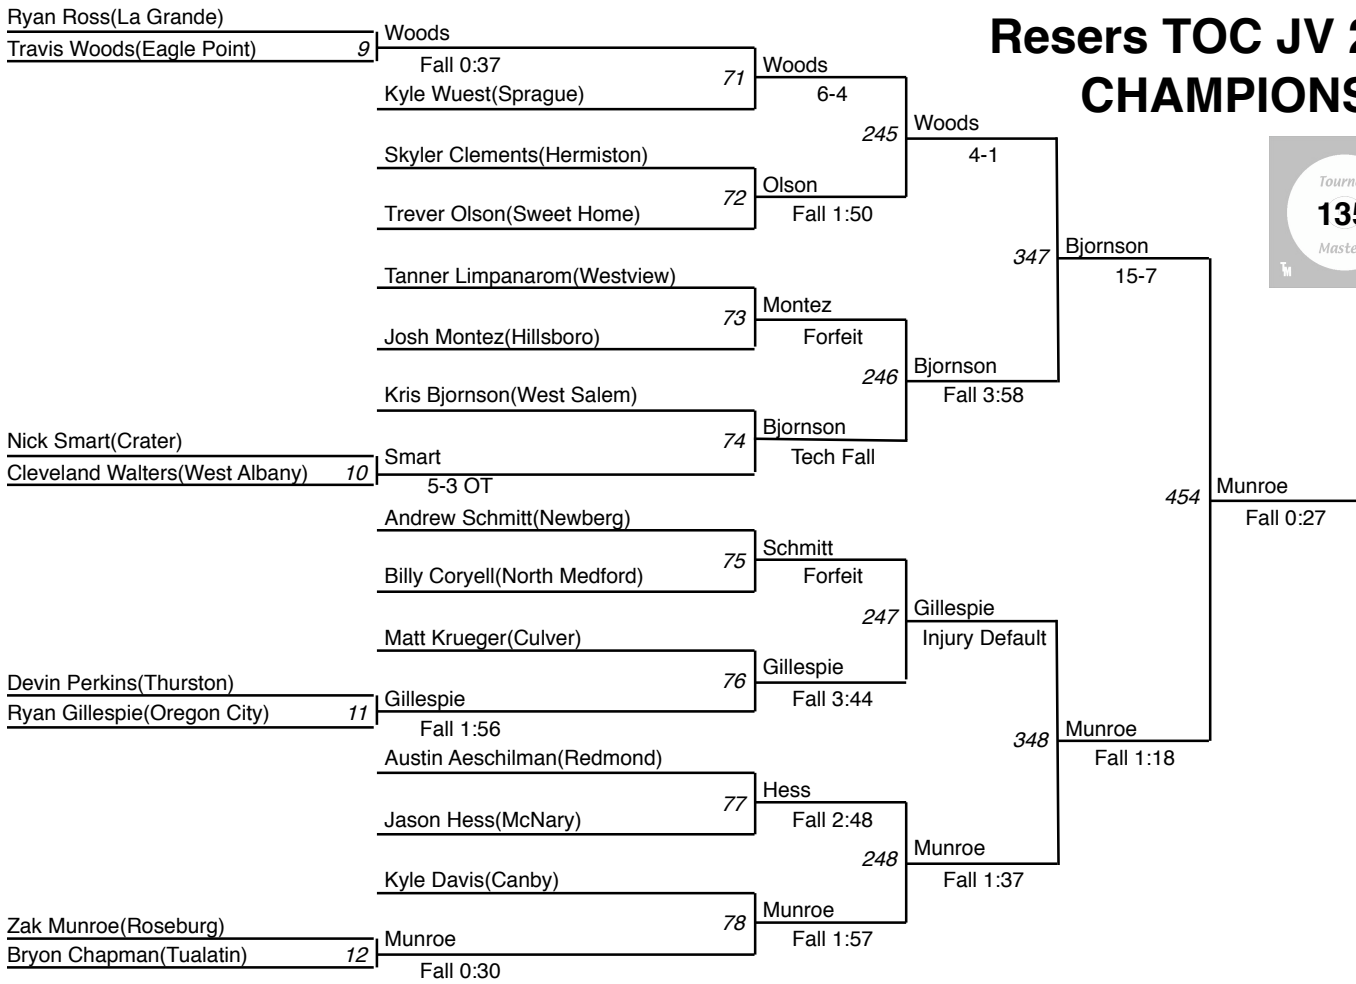 Resers TOC JV
CHAMPIONS
Tourn
135
Maste
TM
Ryan Ross(La Grande)
Travis Woods(Eagle Point) 9
Woods
Fall 0:37
Kyle Wuest(Sprague)
71
Woods
6-4
Skyler Clements(Hermiston)
Trever Olson(Sweet Home)
72
Olson
Fall 1:50
245
Woods
4-1
Tanner Limpanarom(Westview)
Josh Montez(Hillsboro)
73
Montez
Forfeit
Kris Bjornson(West Salem)
Nick Smart(Crater)
Cleveland Walters(West Albany) 10
Smart
5-3 OT
74
Bjornson
Tech Fall
246
Bjornson
Fall 3:58
347
Bjornson
15-7
Andrew Schmitt(Newberg)
Billy Coryell(North Medford)
75
Schmitt
Forfeit
Matt Krueger(Culver)
Devin Perkins(Thurston)
Ryan Gillespie(Oregon City) 11
Gillespie
Fall 1:56
76
Gillespie
Fall 3:44
247
Gillespie
Injury Default
Austin Aeschilman(Redmond)
Jason Hess(McNary)
77
Hess
Fall 2:48
Kyle Davis(Canby)
Zak Munroe(Roseburg)
Bryon Chapman(Tualatin) 12
Munroe
Fall 0:30
78
Munroe
Fall 1:57
248
Munroe
Fall 1:37
348
Munroe
Fall 1:18
454
Munroe
Fall 0:27